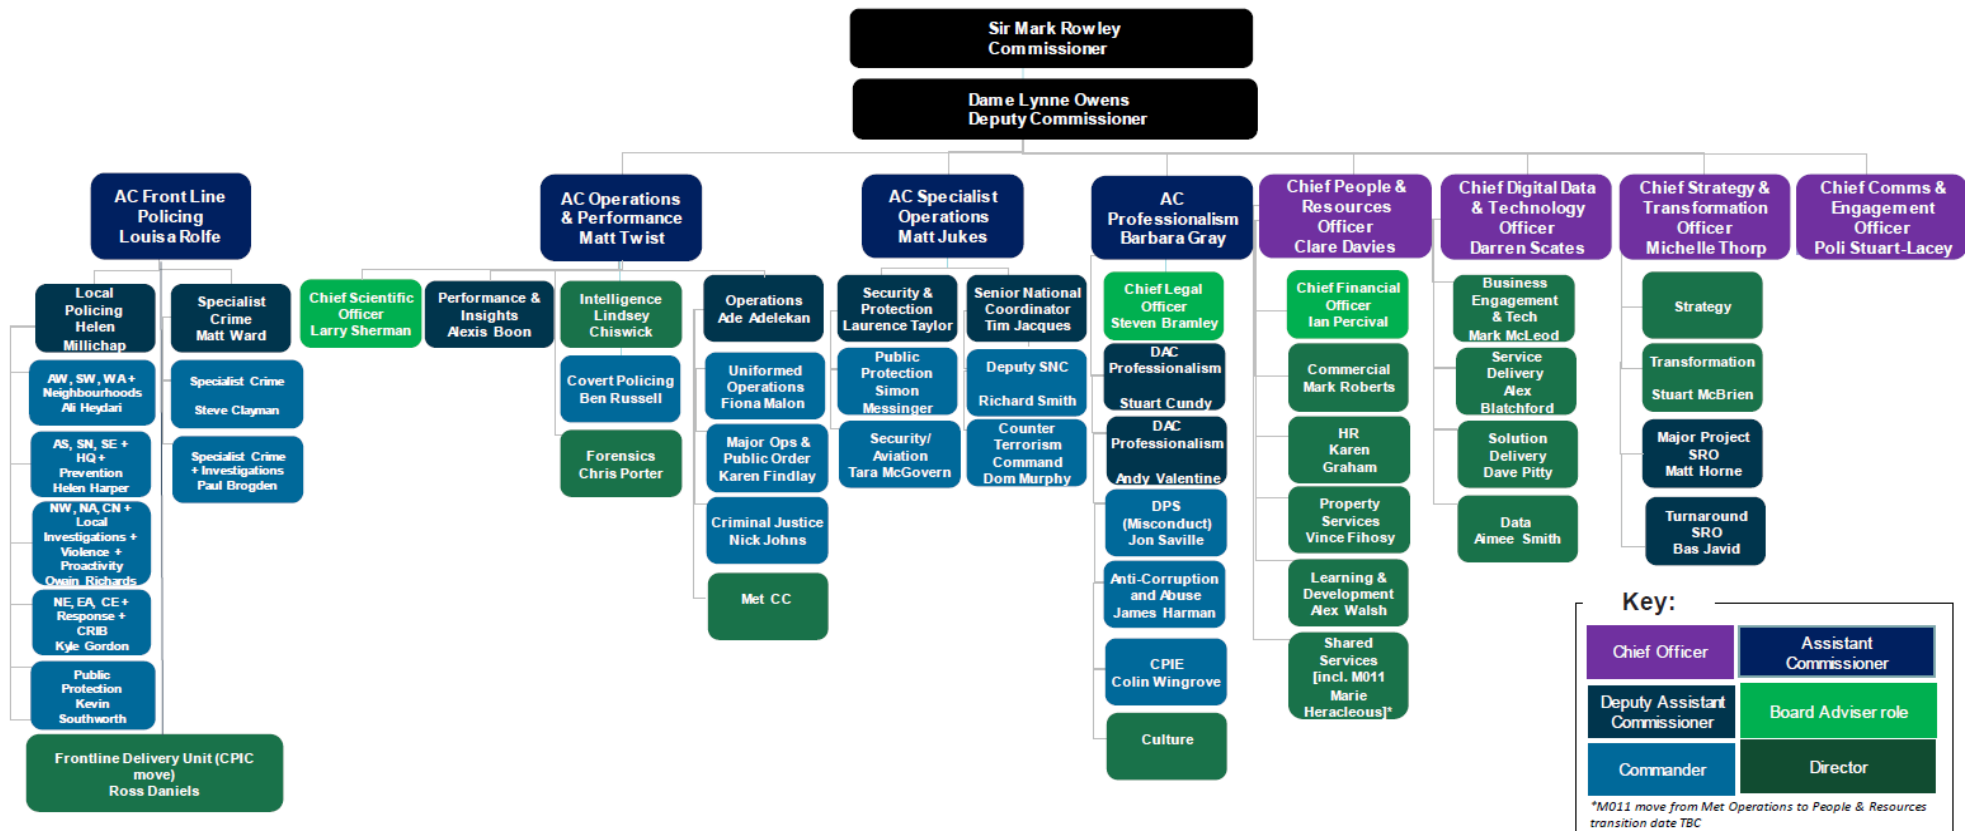 Sir Mark Rowley
Commissioner
Dame Lynne Owens
Deputy Commissioner
AC Front Line
Policing
Louisa Rolfe
AC Operations
& Performance
Matt Twist
AC Specialist
Operations
Matt Jukes
AC
Professionalism
Barbara Gray
Chief People &
Resources
Officer
Clare Davies
Chief Digital Data
& Technology
Officer
Darren Scates
Chief Strategy &
Transformation
Officer
Michelle Thorp
Chief Comms &
Engagement
Officer
Poli Stuart-Lacey
Local
Policing
Helen
Millichap
AW, SW, WA +
Neighbourhoods
Ali Heydari
AS, SN, SE +
HQ +
Prevention
Helen Harper
NW, NA, CN +
Local
Investigations +
Violence +
Proactivity
Owain Richards
NE, EA, CE +
Response +
CRIB
Kyle Gordon
Public
Protection
Kevin
Southworth
Frontline Delivery Unit (CPIC
move)
Ross Daniels
Specialist
Crime
Matt Ward
Specialist Crime
Steve Clayman
Specialist Crime
+ Investigations
Paul Brogden
Chief Scientific
Officer
Larry Sherman
Performance &
Insights
Alexis Boon
Intelligence
Lindsey
Chiswick
Covert Policing
Ben Russell
Forensics
Chris Porter
Operations
Ade Adelekan
Uniformed
Operations
Fiona Malon
Major Ops &
Public Order
Karen Findlay
Criminal Justice
Nick Johns
Met CC
Security &
Protection
Laurence Taylor
Public
Protection
Simon
Messinger
Security/
Aviation
Tara McGovern
Senior National
Coordinator
Tim Jacques
Deputy SNC
Richard Smith
Counter
Terrorism
Command
Dom Murphy
Chief Legal
Officer
Steven Bramley
DAC
Professionalism
Stuart Cundy
DAC
Professionalism
Andy Valentine
DPS
(Misconduct)
Jon Saville
Anti-Corruption
and Abuse
James Harman
CPIE
Colin Wingrove
Culture
Chief Financial
Officer
Ian Percival
Commercial
Mark Roberts
HR
Karen
Graham
Property
Services
Vince Fihosy
Learning &
Development
Alex Walsh
Shared
Services
[incl. M011
Marie
Heracleous]*
Business
Engagement
& Tech
Mark McLeod
Service
Delivery
Alex
Blatchford
Solution
Delivery
Dave Pitty
Data
Aimee Smith
Strategy
Transformation
Stuart McBrien
Major Project
SRO
Matt Horne
Turnaround
SRO
Bas Javid
Key:
Chief Officer
Assistant
Commissioner
Deputy Assistant
Commissioner
Board Adviser role
Commander
Director
*M011 move from Met Operations to People & Resources
transition date TBC